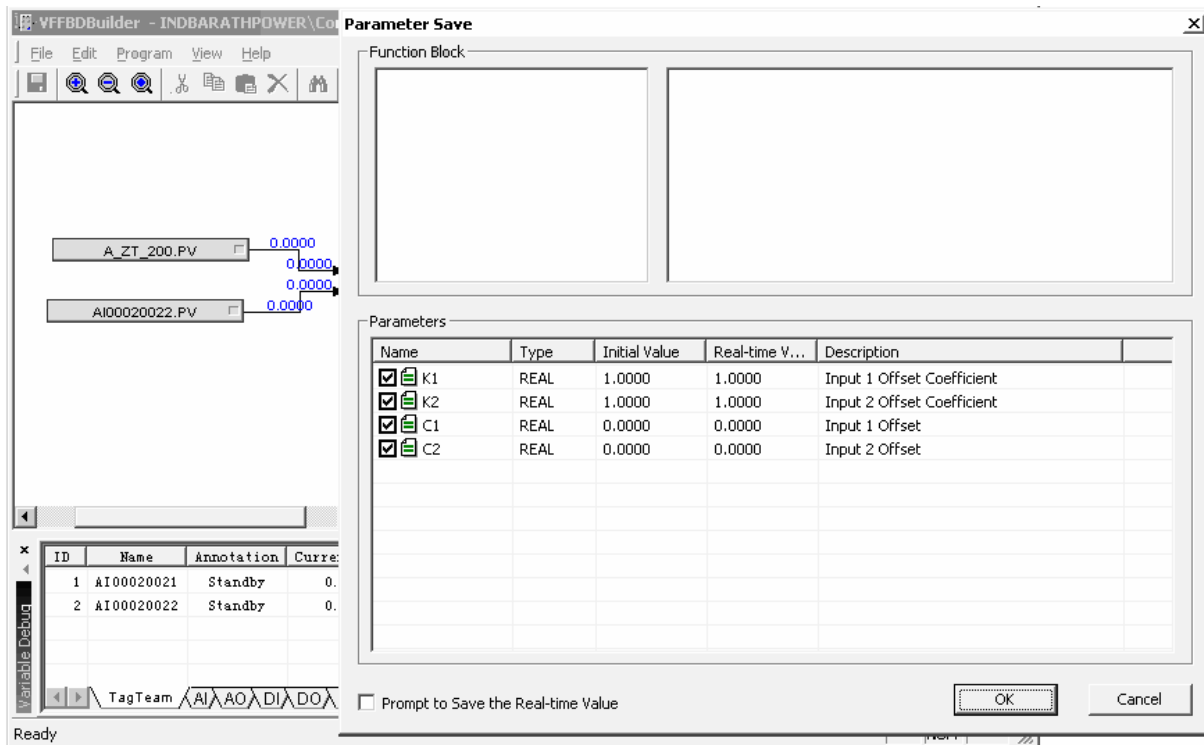 VFFBDBuilder - INDBARATHPOWER\Co
File Edit Program View Help
A_ZT_200.PV
0.0000
0.0000
0.0000
AI00020022.PV
0.0000
ID Name Annotation Curre
1 AI00020021 Standby 0.
2 AI00020022 Standby 0.
Variable Debug
TagTeam AI AO DI DO
Ready
Parameter Save
Function Block
Parameters
Name Type Initial Value Real-time V... Description
K1 REAL 1.0000 1.0000 Input 1 Offset Coefficient
K2 REAL 1.0000 1.0000 Input 2 Offset Coefficient
C1 REAL 0.0000 0.0000 Input 1 Offset
C2 REAL 0.0000 0.0000 Input 2 Offset
Prompt to Save the Real-time Value
OK
Cancel